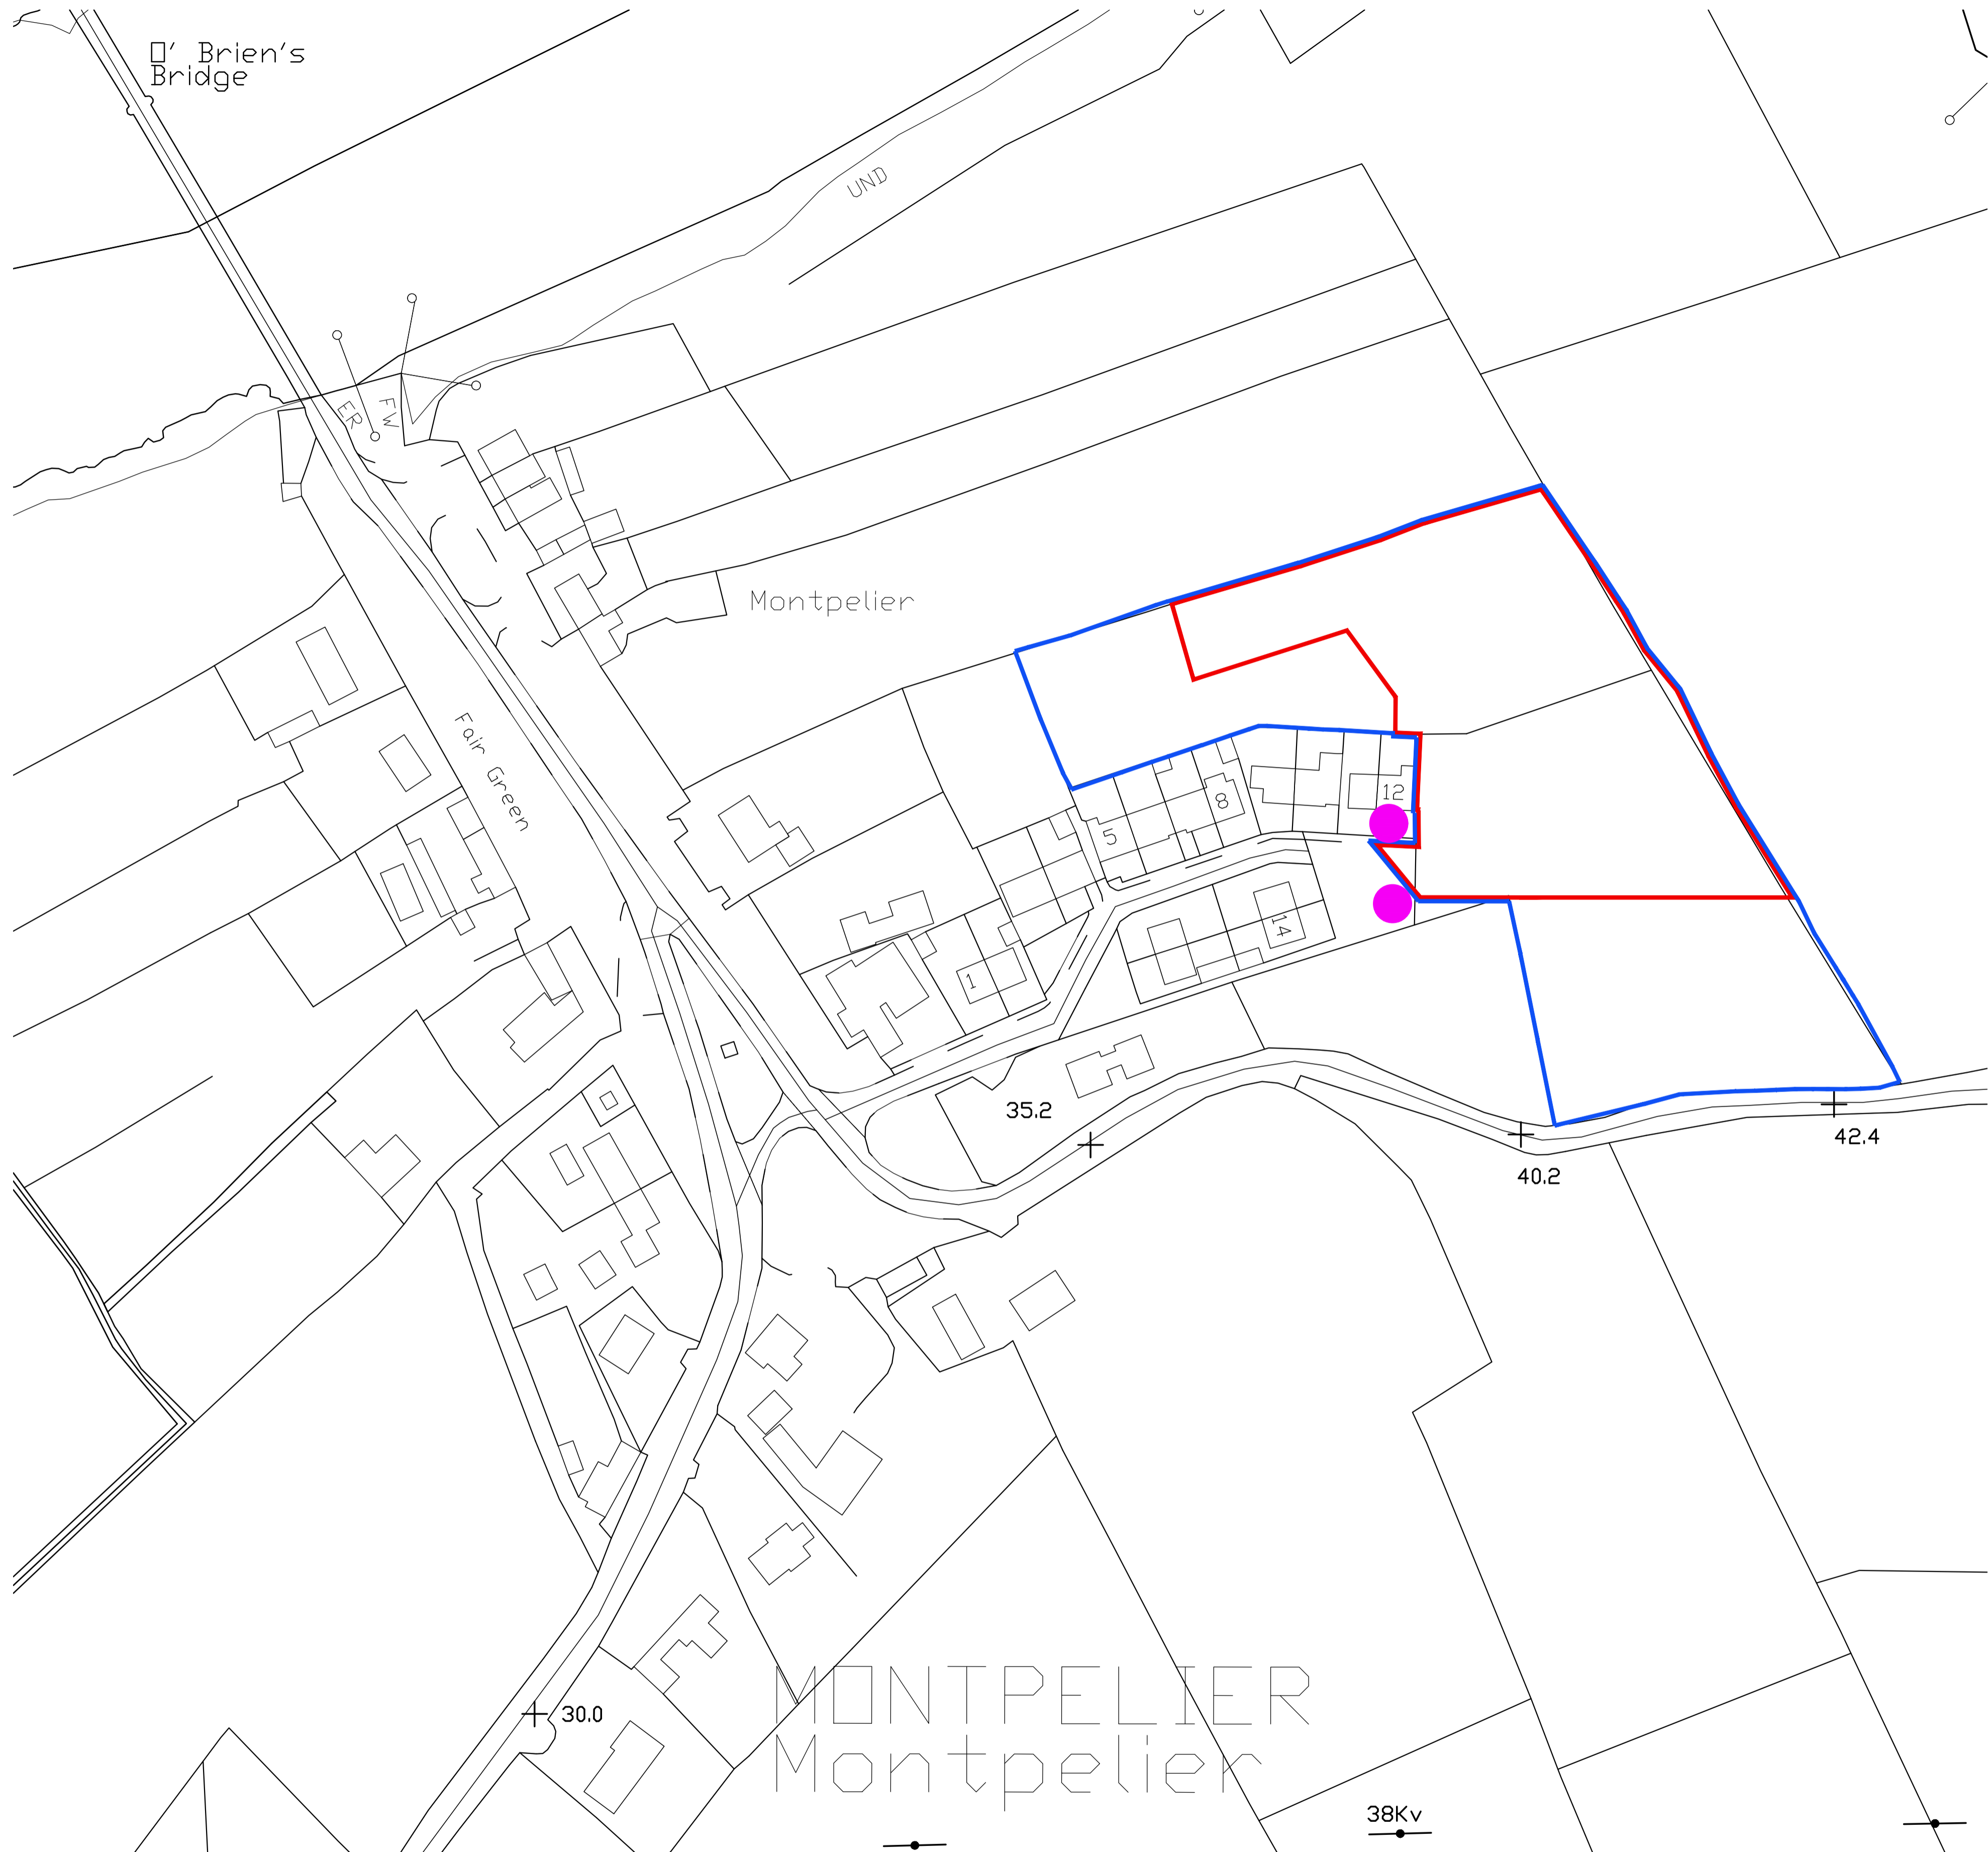 O' Brien's
Bridge
UND
FW
ER
Montpelier
Fair Green
12
8
5
14
1
35.2
42.4
40.2
MONTPELIER
Montpelier
30.0
38Kv